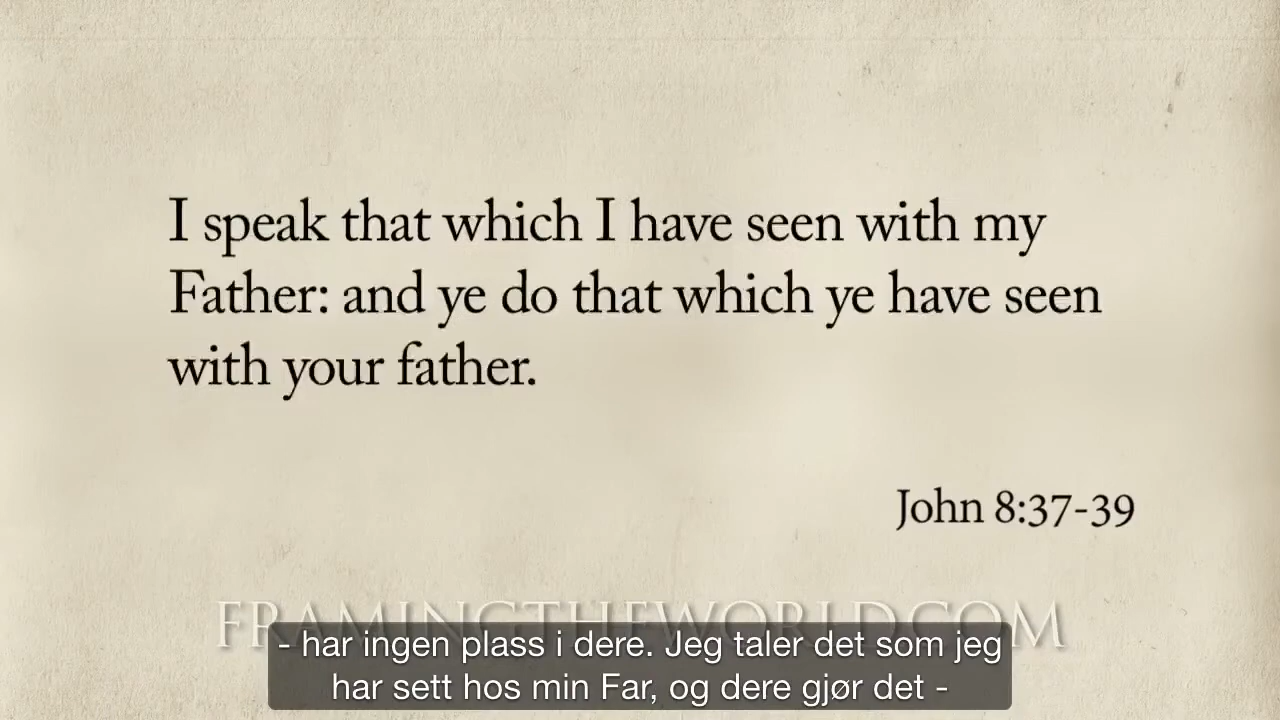 I speak that which I have seen with my
Father: and ye do that which ye have seen
with your father.
John 8:37-39
FRAMINGTHEWORLD.COM
- har ingen plass i dere. Jeg taler det som jeg
har sett hos min Far, og dere gjør det -